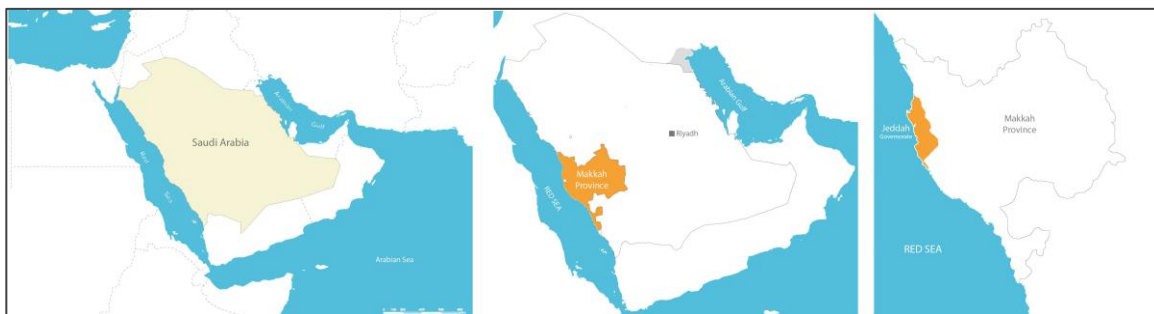 Saudi Arabia
Arabian
Gulf
Red
Sea
Arabian Sea
Arabian Gulf
Riyadh
Makkah
Province
RED SEA
Makkah
Province
Jeddah
Governorate
RED SEA